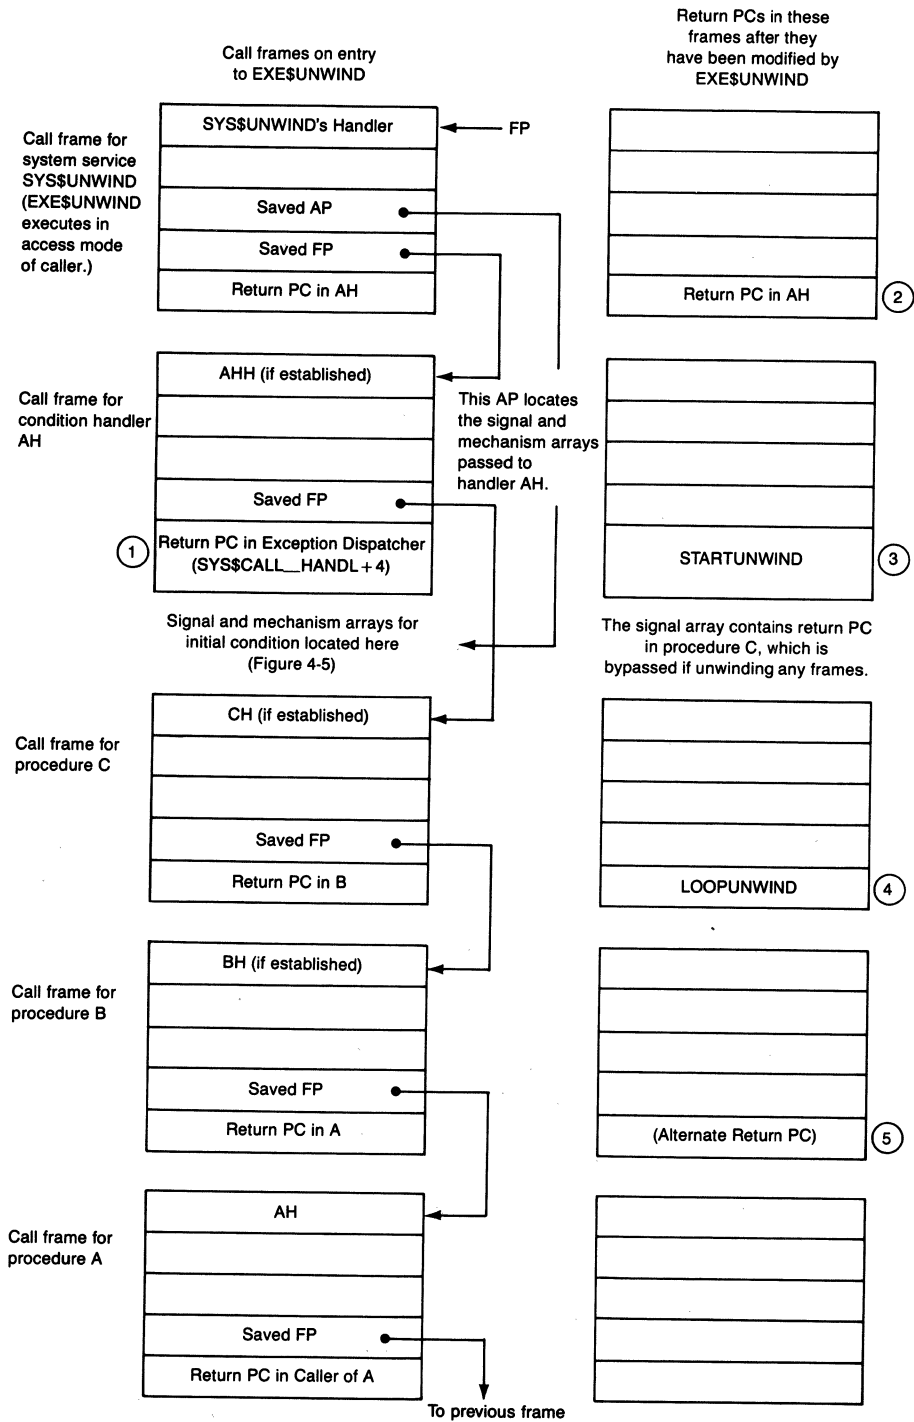 Call frames on entry
to EXE$UNWIND
Return PCs in these
frames after they
have been modified by
EXE$UNWIND
Call frame for
system service
SYS$UNWIND
(EXE$UNWIND
executes in
access mode
of caller.)
SYS$UNWIND's Handler
FP
Saved AP
Saved FP
Return PC in AH
Return PC in AH
2
Call frame for
condition handler
AH
AHH (if established)
This AP locates
the signal and
mechanism arrays
passed to
handler AH.
Saved FP
1
Return PC in Exception Dispatcher
(SYS$CALL__HANDL+4)
STARTUNWIND
3
Signal and mechanism arrays for
initial condition located here
(Figure 4-5)
The signal array contains return PC
in procedure C, which is
bypassed if unwinding any frames.
Call frame for
procedure C
CH (if established)
Saved FP
Return PC in B
LOOPUNWIND
4
Call frame for
procedure B
BH (if established)
Saved FP
Return PC in A
(Alternate Return PC)
5
Call frame for
procedure A
AH
Saved FP
Return PC in Caller of A
To previous frame